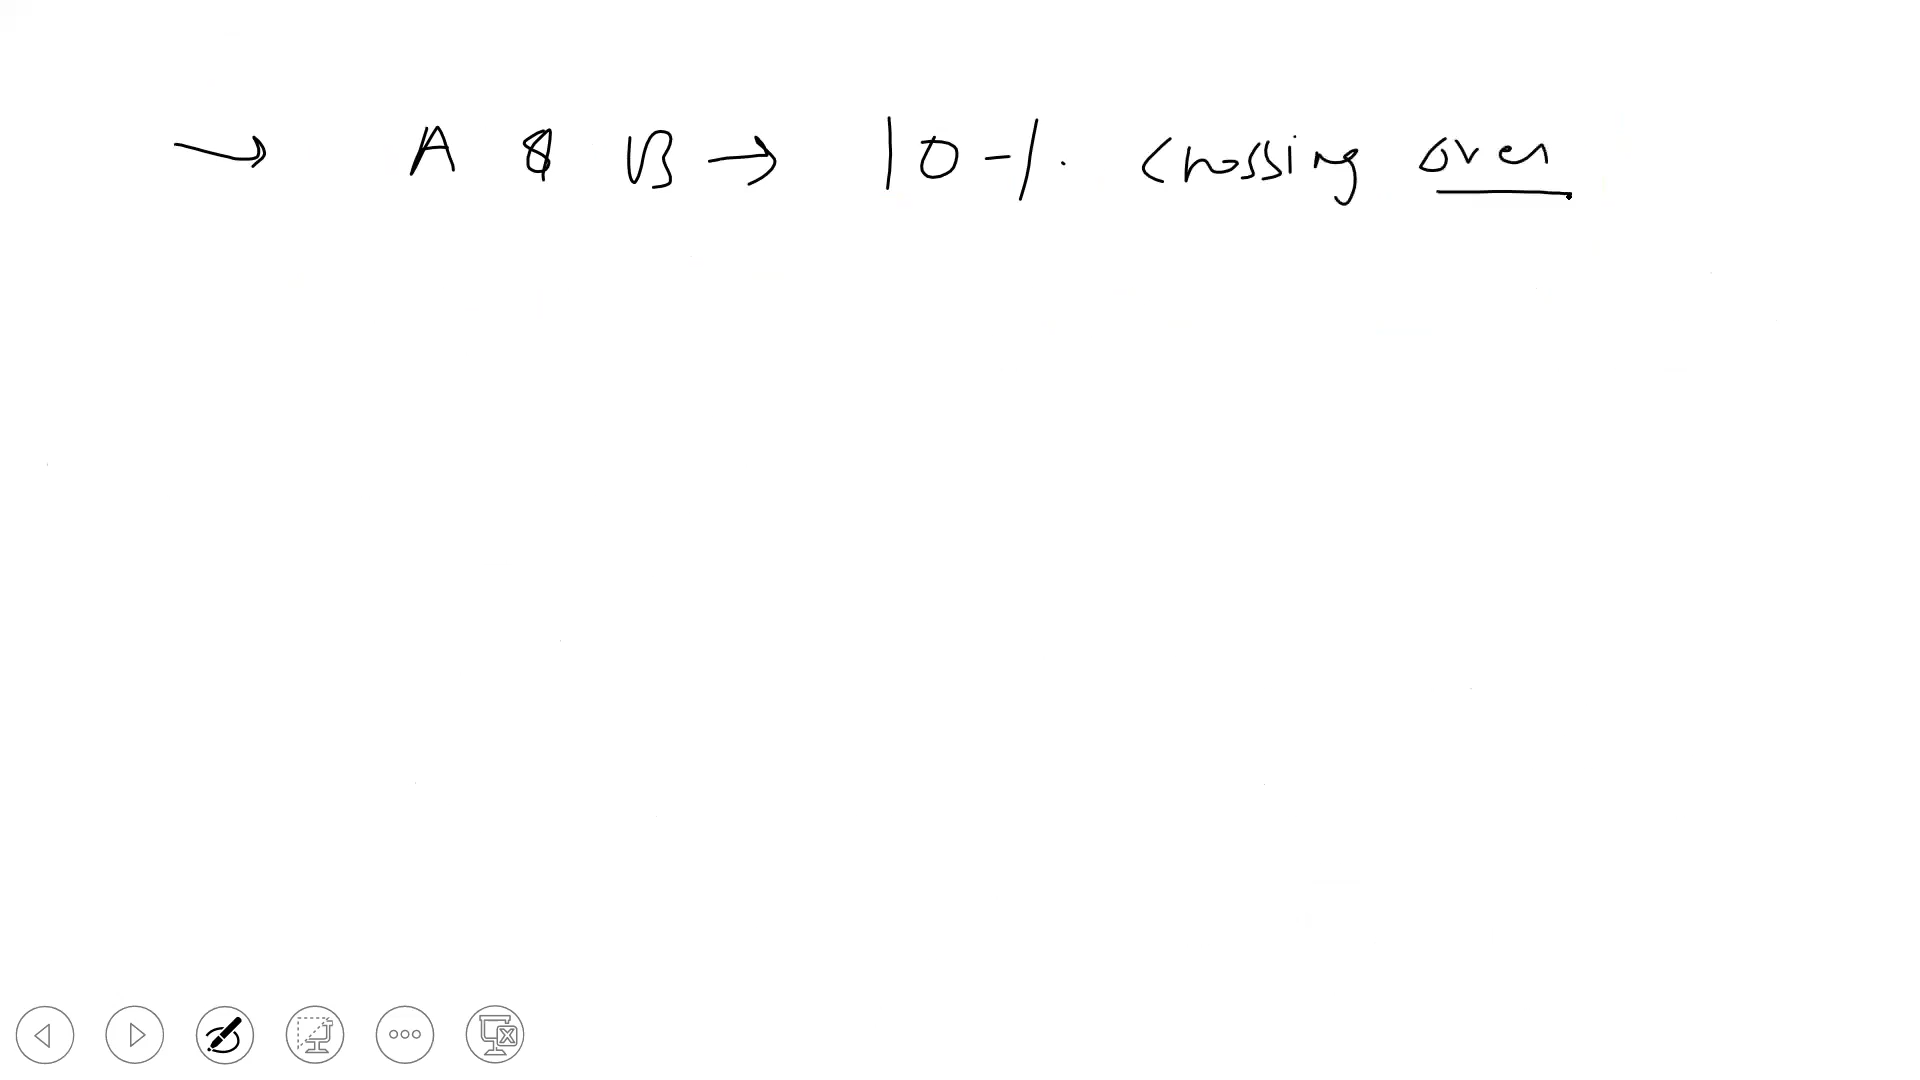 → A & B → 10% crossing over